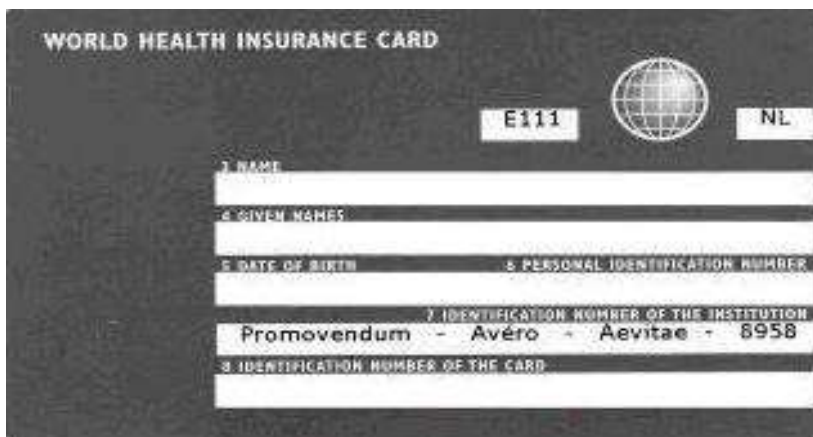 WORLD HEALTH INSURANCE CARD
E111 NL
3 NAME
4 GIVEN NAMES
5 DATE OF BIRTH 6 PERSONAL IDENTIFICATION NUMBER
7 IDENTIFICATION NUMBER OF THE INSTITUTION
Promovendum - Avéro - Aevitae - 8958
8 IDENTIFICATION NUMBER OF THE CARD